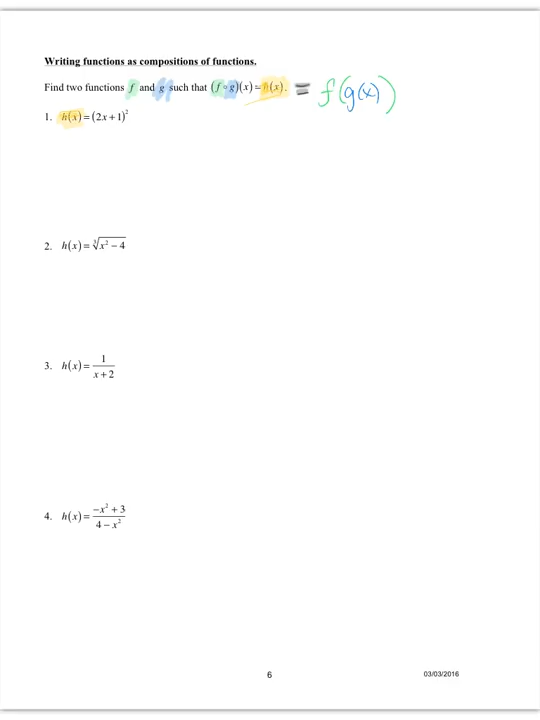 Writing functions as compositions of functions.
Find two functions f and g such that (f ∘ g)(x) = h(x). = f(g(x))
1. h(x) = (2x + 1)²
2. h(x) = ∛(x² − 4)
3. h(x) = 1/(x + 2)
4. h(x) = (−x² + 3)/(4 − x²)
6
03/03/2016